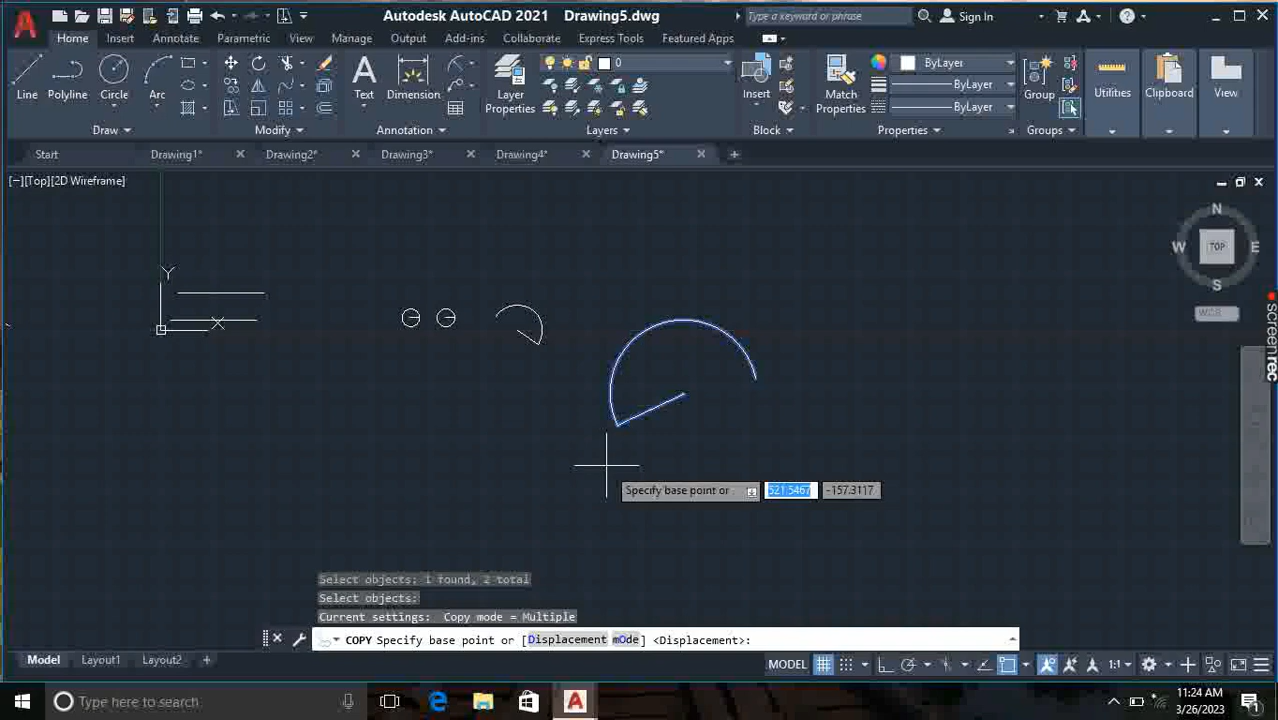 Autodesk AutoCAD 2021 Drawing5.dwg
Type a keyword or phrase
Sign In
Home Insert Annotate Parametric View Manage Output Add-ins Collaborate Express Tools Featured Apps
Line Polyline Circle Arc
Text Dimension
Layer Properties
0
Insert
Match Properties
ByLayer
ByLayer
ByLayer
Group
Utilities
Clipboard
View
Draw Modify Annotation Layers Block Properties Groups
Start Drawing1* Drawing2* Drawing3* Drawing4* Drawing5*
[−][Top][2D Wireframe]
N
W TOP E
S
WCS
Y
X
screenrec
Specify base point or 521.5467 -157.3117
Select objects: 1 found, 2 total
Select objects:
Current settings: Copy mode = Multiple
COPY Specify base point or [Displacement mOde] <Displacement>:
Model Layout1 Layout2
MODEL 1:1
Type here to search
11:24 AM
3/26/2023
1